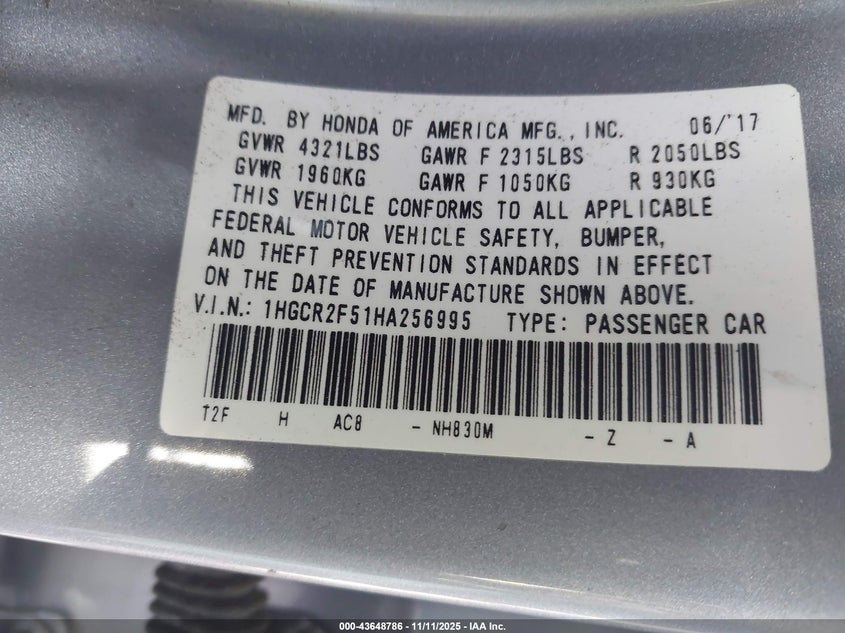 MFD. BY HONDA OF AMERICA MFG., INC. 06/'17
GVWR 4321LBS GAWR F 2315LBS R 2050LBS
GVWR 1960KG GAWR F 1050KG R 930KG
THIS VEHICLE CONFORMS TO ALL APPLICABLE
FEDERAL MOTOR VEHICLE SAFETY, BUMPER,
AND THEFT PREVENTION STANDARDS IN EFFECT
ON THE DATE OF MANUFACTURE SHOWN ABOVE.
V.I.N.: 1HGCR2F51HA256995 TYPE: PASSENGER CAR
T2F H AC8 - NH830M - Z - A
000-43648786 - 11/11/2025 - IAA Inc.